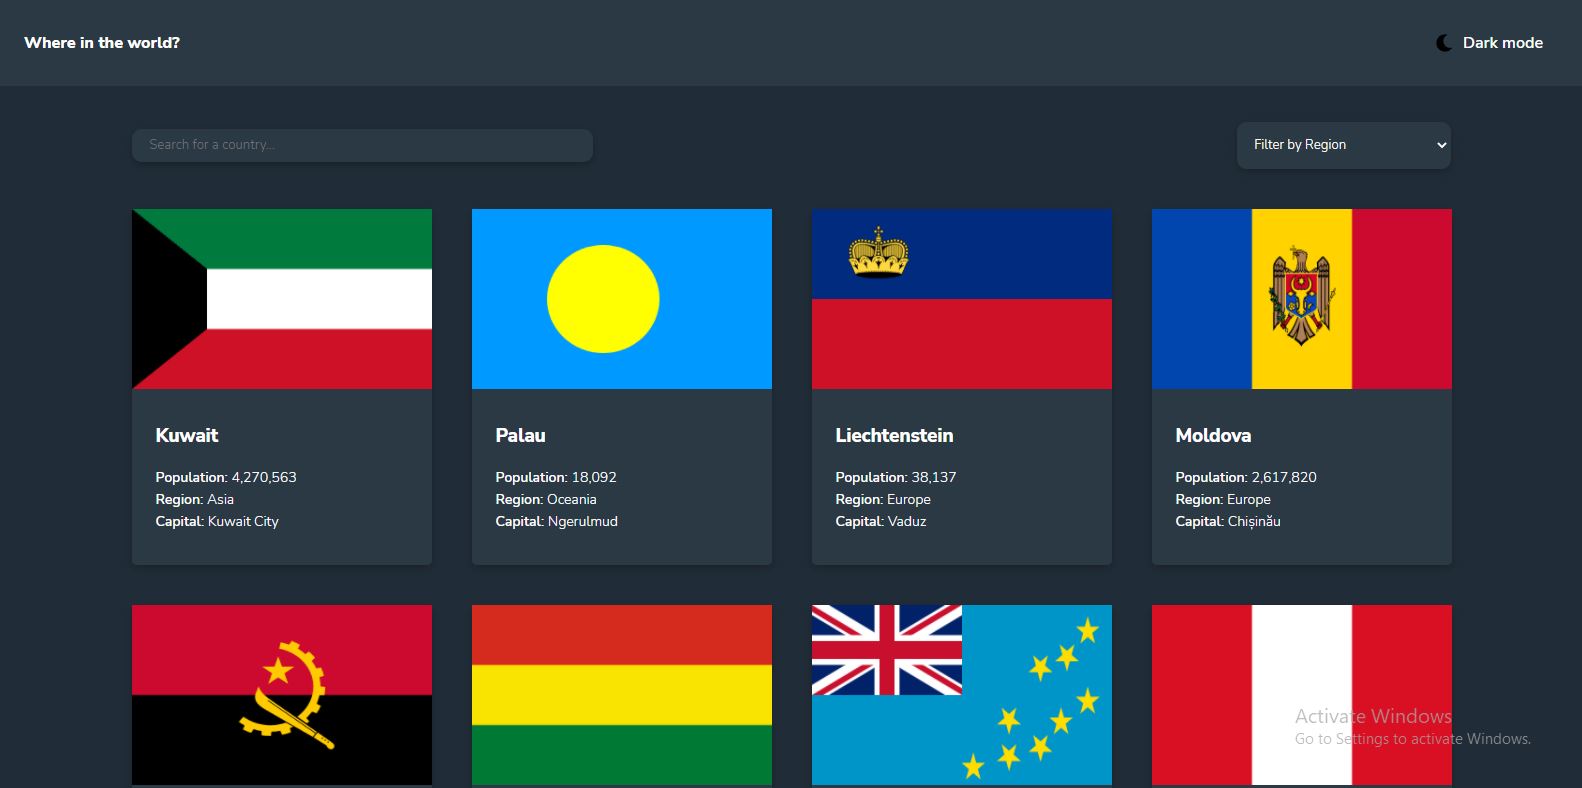 Where in the world?
Dark mode
Search for a country...
Filter by Region
Kuwait
Population: 4,270,563
Region: Asia
Capital: Kuwait City
Palau
Population: 18,092
Region: Oceania
Capital: Ngerulmud
Liechtenstein
Population: 38,137
Region: Europe
Capital: Vaduz
Moldova
Population: 2,617,820
Region: Europe
Capital: Chișinău
Activate Windows
Go to Settings to activate Windows.